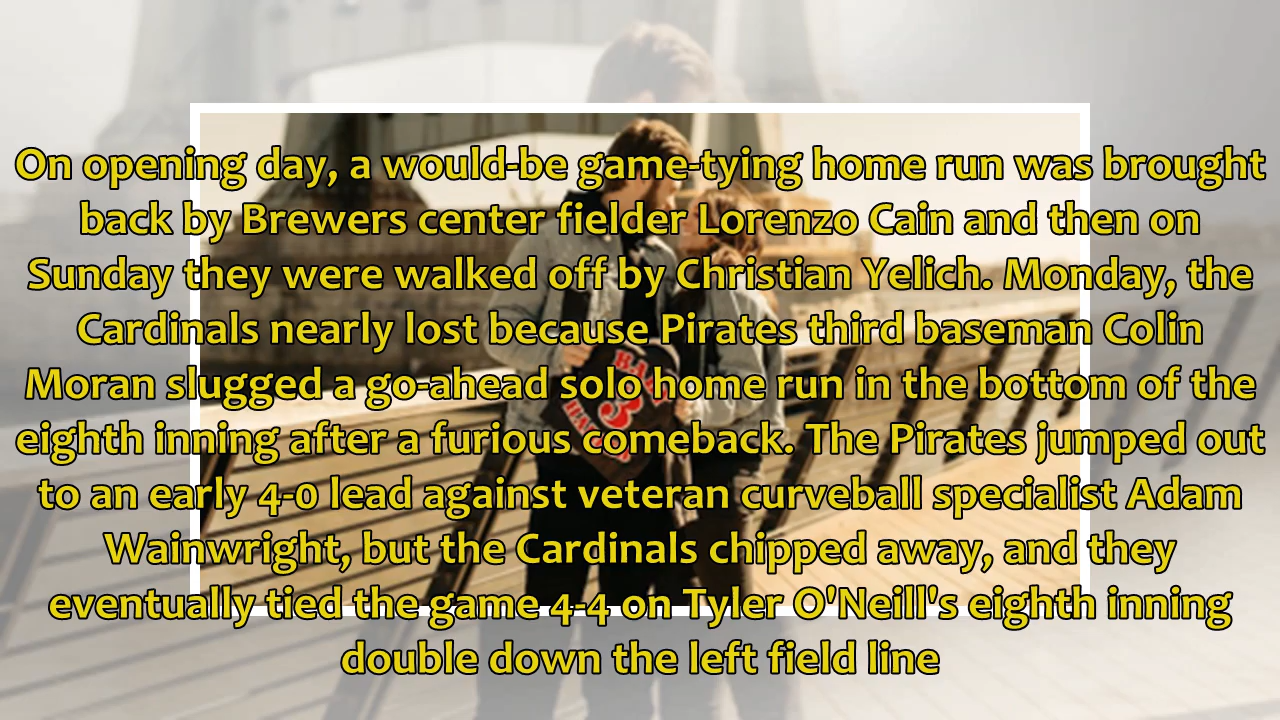 On opening day, a would-be game-tying home run was brought
back by Brewers center fielder Lorenzo Cain and then on
Sunday they were walked off by Christian Yelich. Monday, the
Cardinals nearly lost because Pirates third baseman Colin
Moran slugged a go-ahead solo home run in the bottom of the
eighth inning after a furious comeback. The Pirates jumped out
to an early 4-0 lead against veteran curveball specialist Adam
Wainwright, but the Cardinals chipped away, and they
eventually tied the game 4-4 on Tyler O'Neill's eighth inning
double down the left field line
3